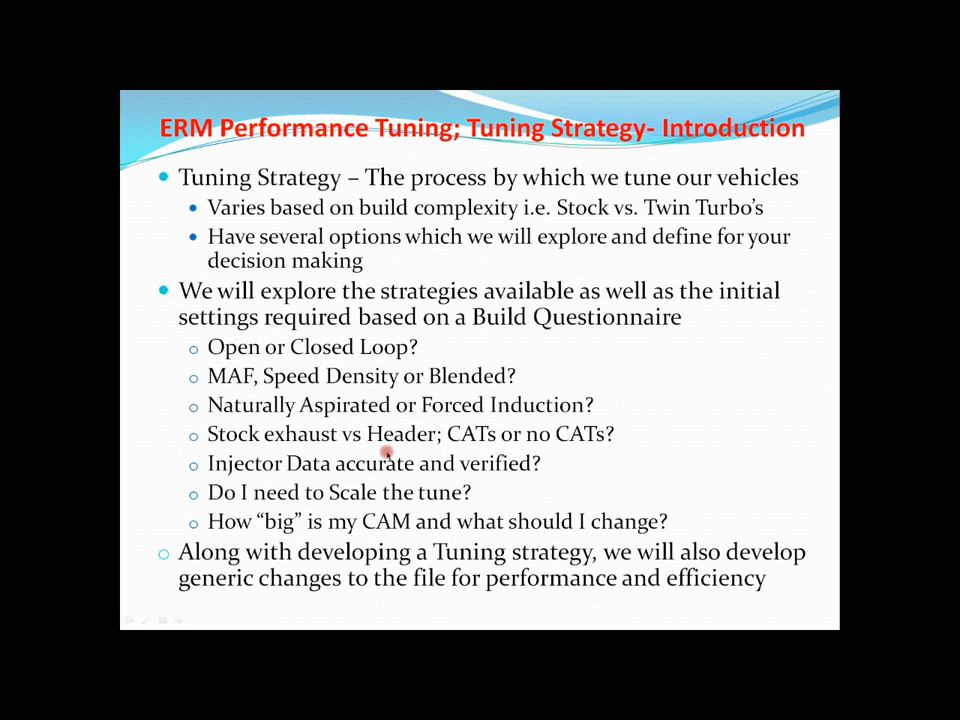 ERM Performance Tuning; Tuning Strategy- Introduction
Tuning Strategy – The process by which we tune our vehicles
Varies based on build complexity i.e. Stock vs. Twin Turbo's
Have several options which we will explore and define for your
decision making
We will explore the strategies available as well as the initial
settings required based on a Build Questionnaire
Open or Closed Loop?
MAF, Speed Density or Blended?
Naturally Aspirated or Forced Induction?
Stock exhaust vs Header; CATs or no CATs?
Injector Data accurate and verified?
Do I need to Scale the tune?
How “big” is my CAM and what should I change?
Along with developing a Tuning strategy, we will also develop
generic changes to the file for performance and efficiency